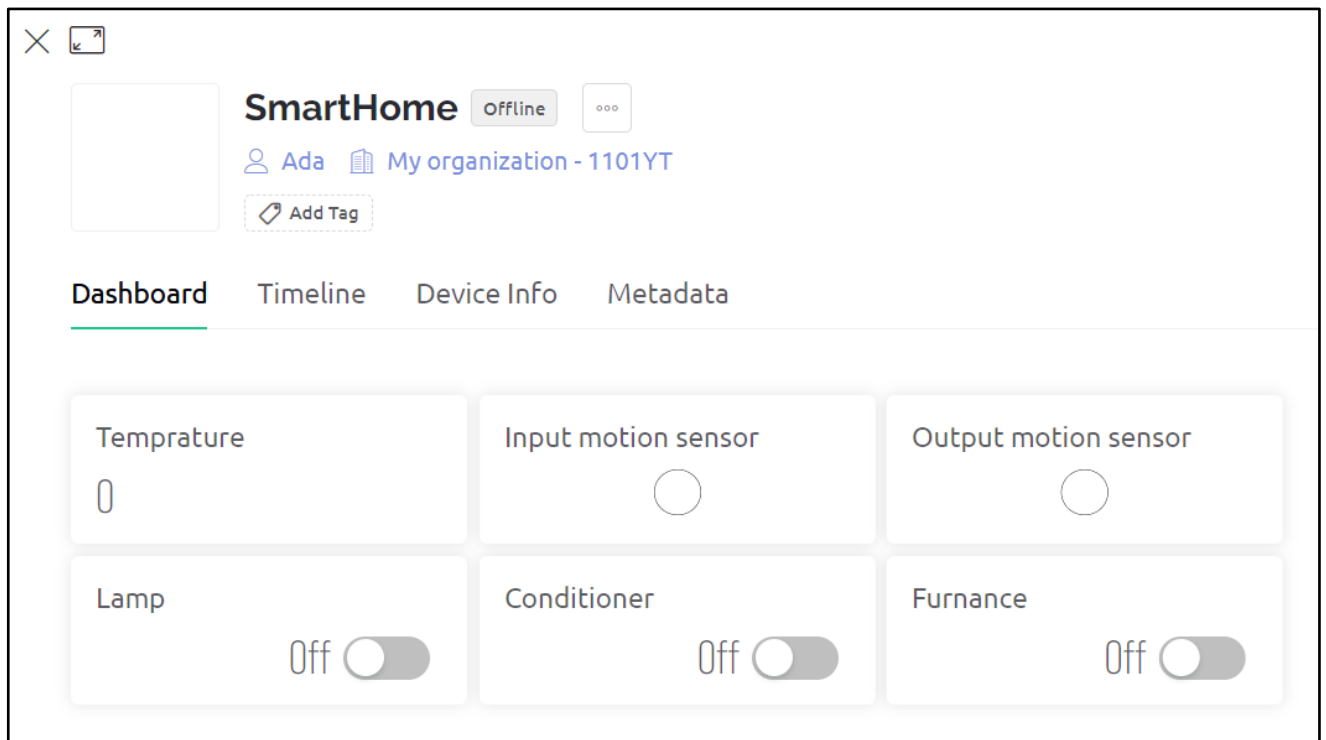 SmartHome Offline
Ada My organization - 1101YT
Add Tag
Dashboard Timeline Device Info Metadata
Temprature Input motion sensor Output motion sensor
0
Lamp Conditioner Furnance
Off Off Off